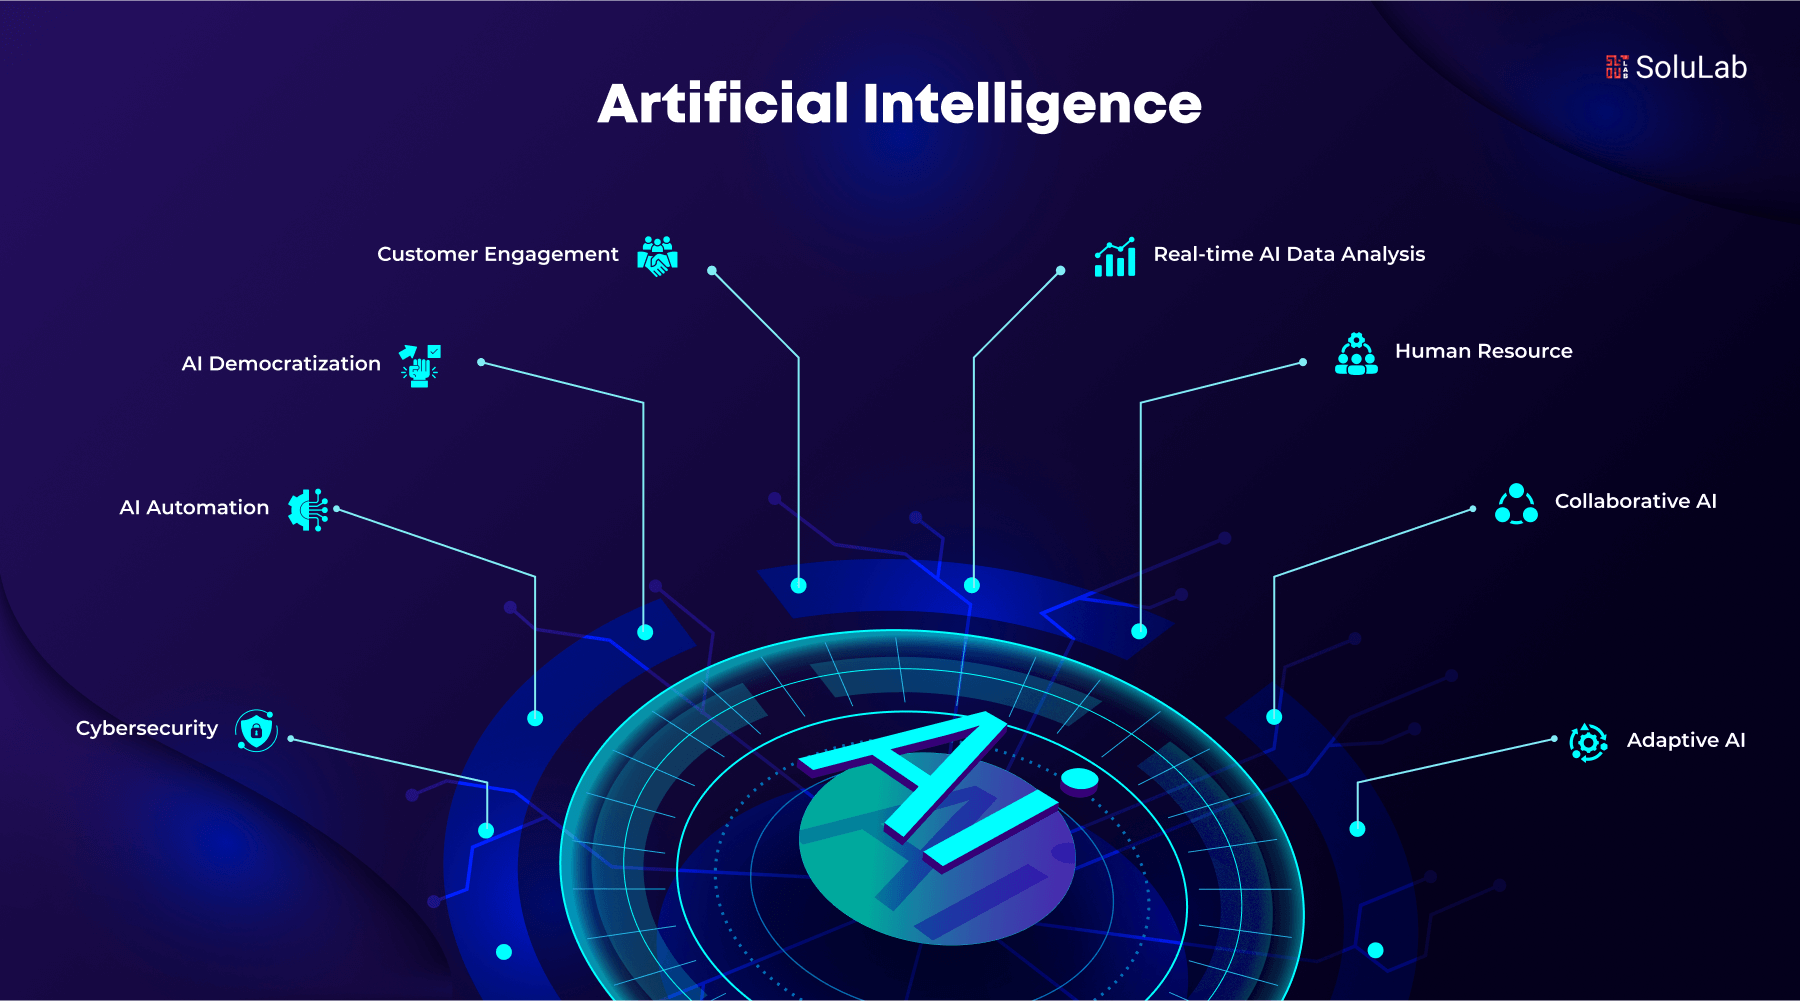 Artificial Intelligence
SoluLab
Customer Engagement
Real-time AI Data Analysis
AI Democratization
Human Resource
AI Automation
Collaborative AI
Cybersecurity
Adaptive AI
Ai